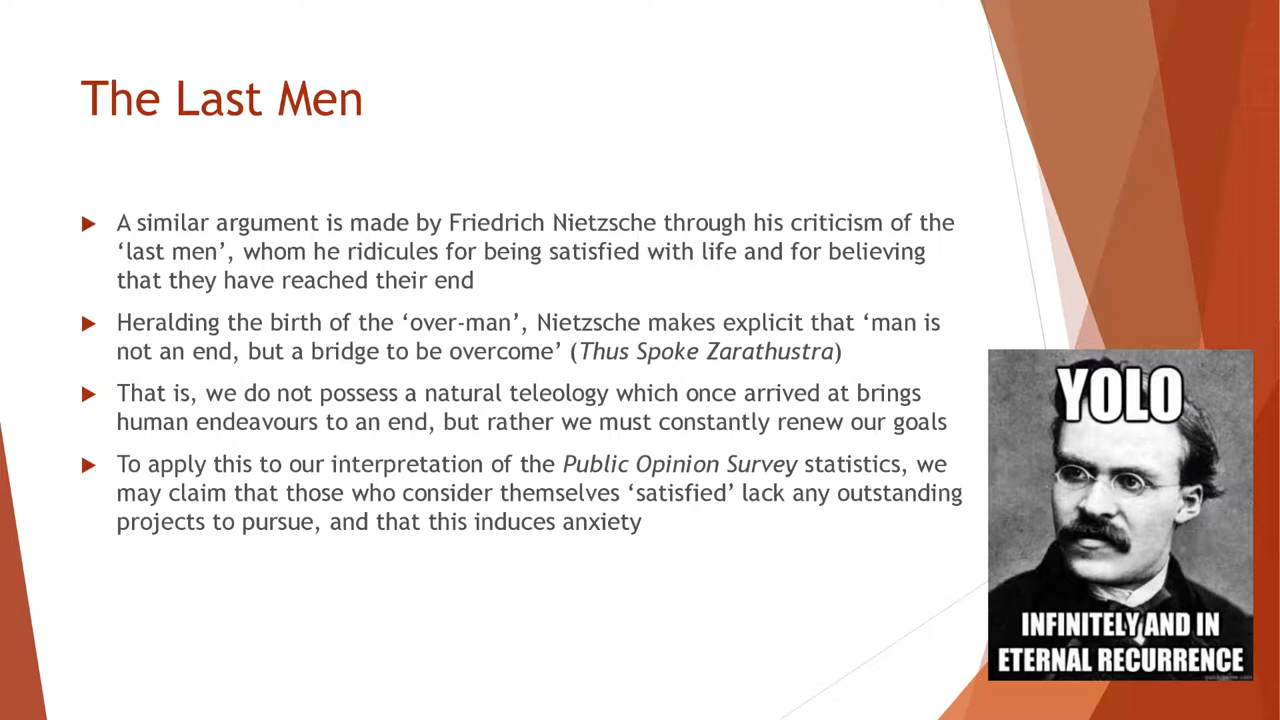 The Last Men
A similar argument is made by Friedrich Nietzsche through his criticism of the
‘last men’, whom he ridicules for being satisfied with life and for believing
that they have reached their end
Heralding the birth of the ‘over-man’, Nietzsche makes explicit that ‘man is
not an end, but a bridge to be overcome’ (Thus Spoke Zarathustra)
That is, we do not possess a natural teleology which once arrived at brings
human endeavours to an end, but rather we must constantly renew our goals
To apply this to our interpretation of the Public Opinion Survey statistics, we
may claim that those who consider themselves ‘satisfied’ lack any outstanding
projects to pursue, and that this induces anxiety
YOLO
INFINITELY AND IN
ETERNAL RECURRENCE